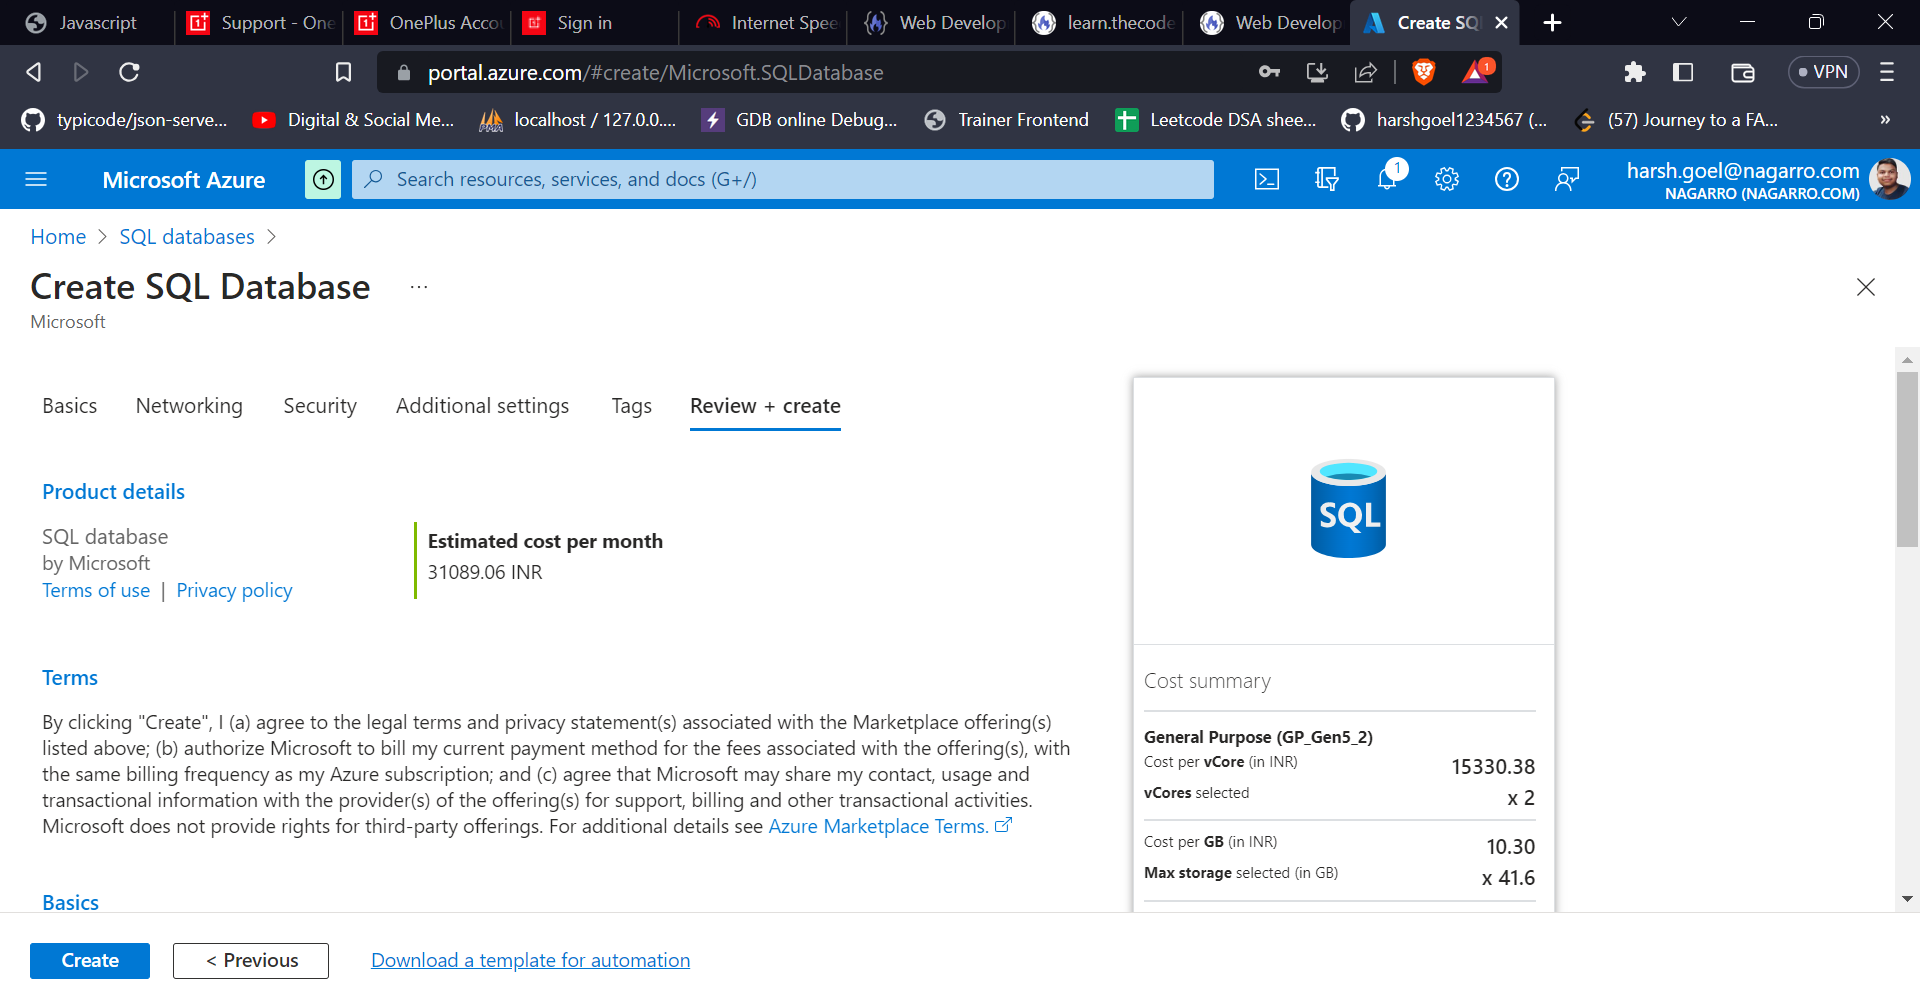 Javascript
Support - One
OnePlus Accou
Sign in
Internet Spee
Web Develop
learn.thecode
Web Develop
Create SQ
portal.azure.com/#create/Microsoft.SQLDatabase
1
VPN
typicode/json-serve...
Digital & Social Me...
localhost / 127.0.0....
GDB online Debug...
Trainer Frontend
Leetcode DSA shee...
harshgoel1234567 (...
(57) Journey to a FA...
»
Microsoft Azure
Search resources, services, and docs (G+/)
1
harsh.goel@nagarro.com
NAGARRO (NAGARRO.COM)
Home > SQL databases >
Create SQL Database ...
Microsoft
Basics Networking Security Additional settings Tags Review + create
Product details
SQL database
by Microsoft
Terms of use | Privacy policy
Estimated cost per month
31089.06 INR
Terms
By clicking "Create", I (a) agree to the legal terms and privacy statement(s) associated with the Marketplace offering(s)
listed above; (b) authorize Microsoft to bill my current payment method for the fees associated with the offering(s), with
the same billing frequency as my Azure subscription; and (c) agree that Microsoft may share my contact, usage and
transactional information with the provider(s) of the offering(s) for support, billing and other transactional activities.
Microsoft does not provide rights for third-party offerings. For additional details see Azure Marketplace Terms.
Basics
SQL
Cost summary
General Purpose (GP_Gen5_2)
Cost per vCore (in INR) 15330.38
vCores selected x 2
Cost per GB (in INR) 10.30
Max storage selected (in GB) x 41.6
Create
< Previous
Download a template for automation